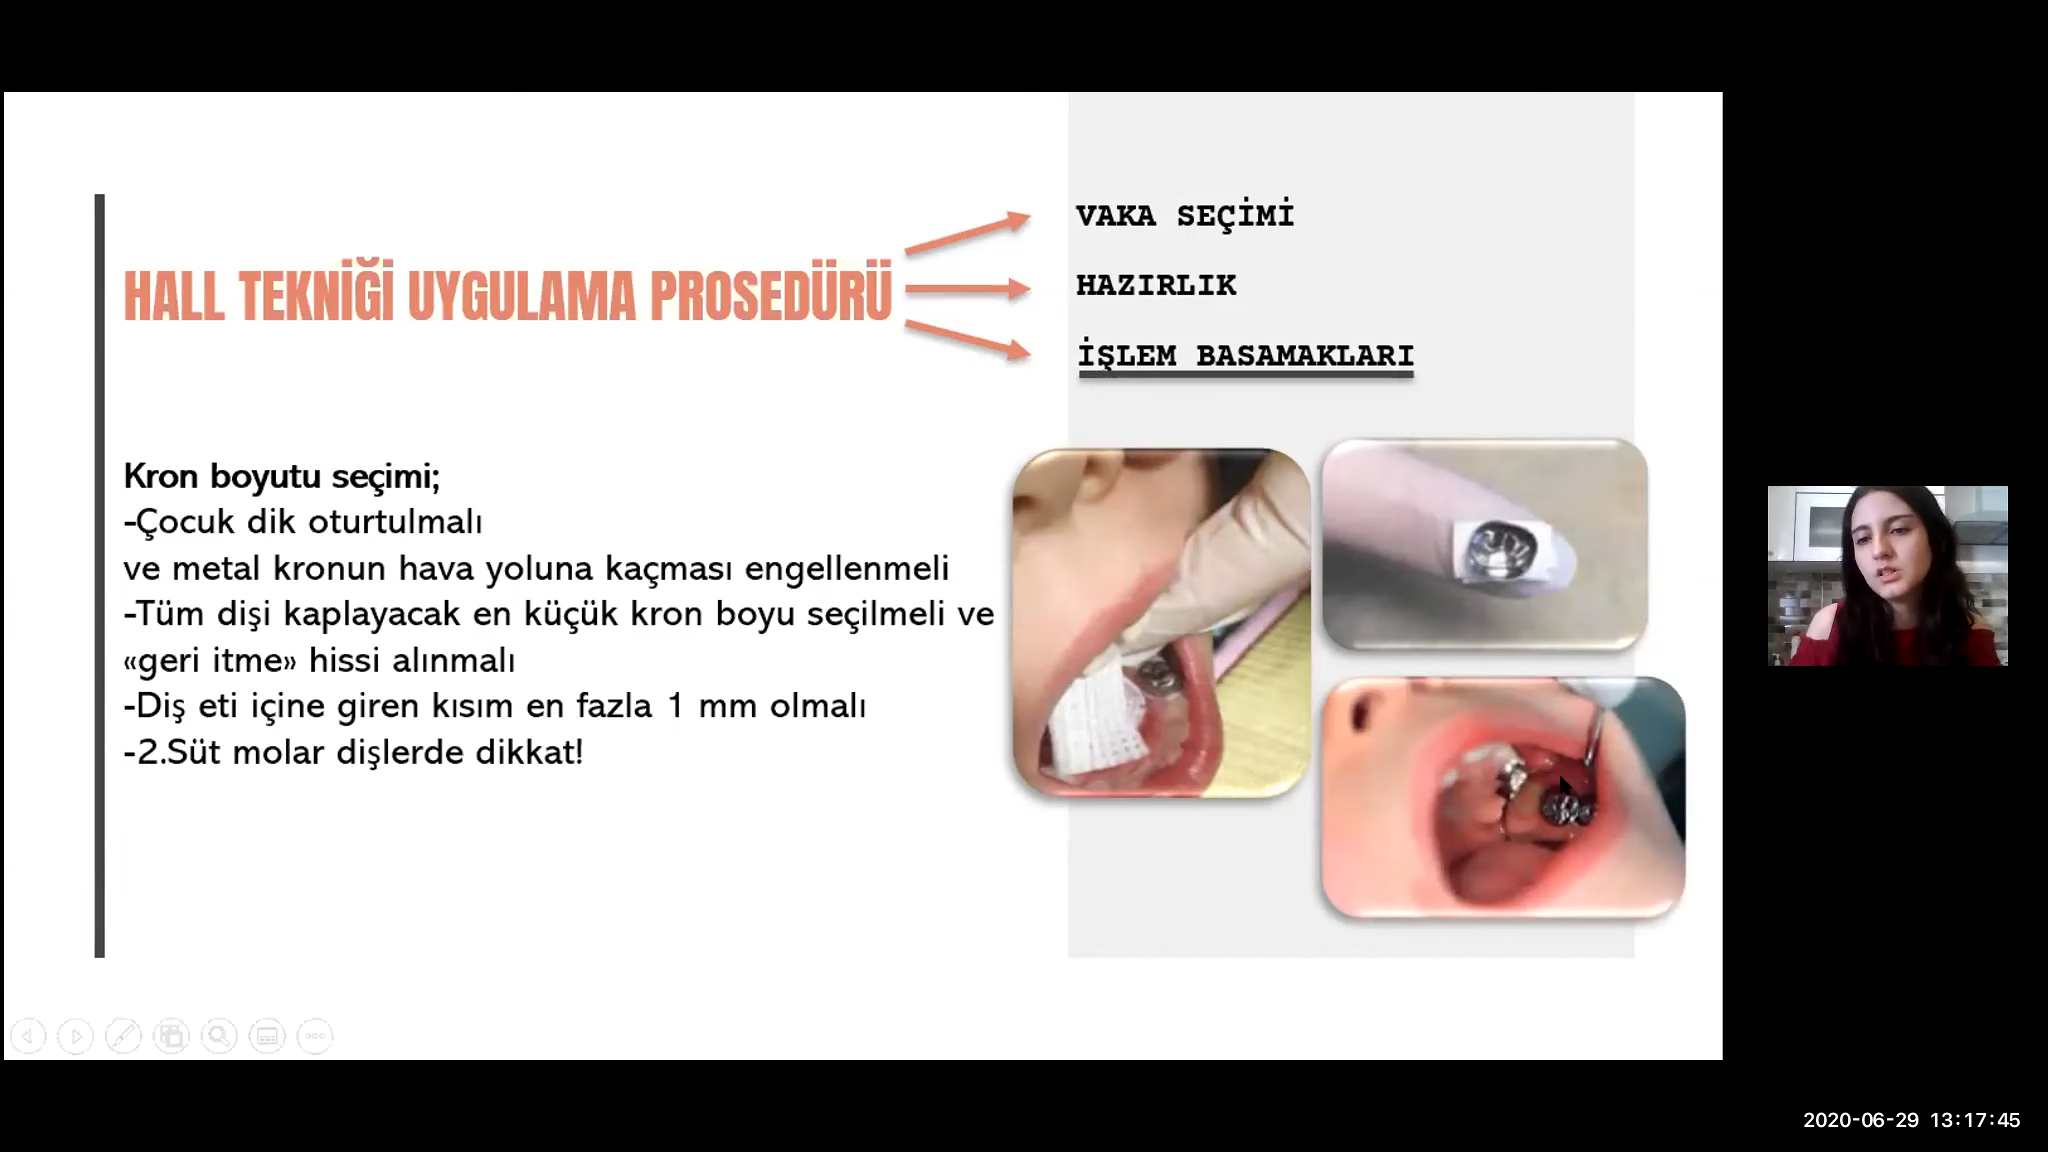 HALL TEKNİĞİ UYGULAMA PROSEDÜRÜ
VAKA SEÇİMİ
HAZIRLIK
İŞLEM BASAMAKLARI
Kron boyutu seçimi;
-Çocuk dik oturtulmalı
ve metal kronun hava yoluna kaçması engellenmeli
-Tüm dişi kaplayacak en küçük kron boyu seçilmeli ve
«geri itme» hissi alınmalı
-Diş eti içine giren kısım en fazla 1 mm olmalı
-2.Süt molar dişlerde dikkat!
2020-06-29 13:17:45